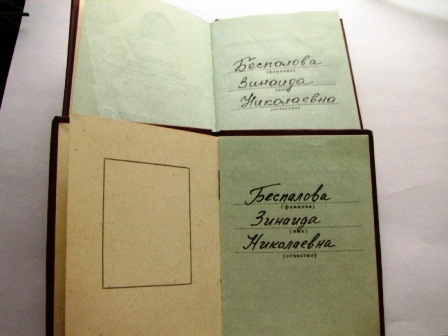 Беспалова
(фамилия)
Зинаида
(имя)
Николаевна
(отчество)
Беспалова
(фамилия)
Зинаида
(имя)
Николаевна
(отчество)